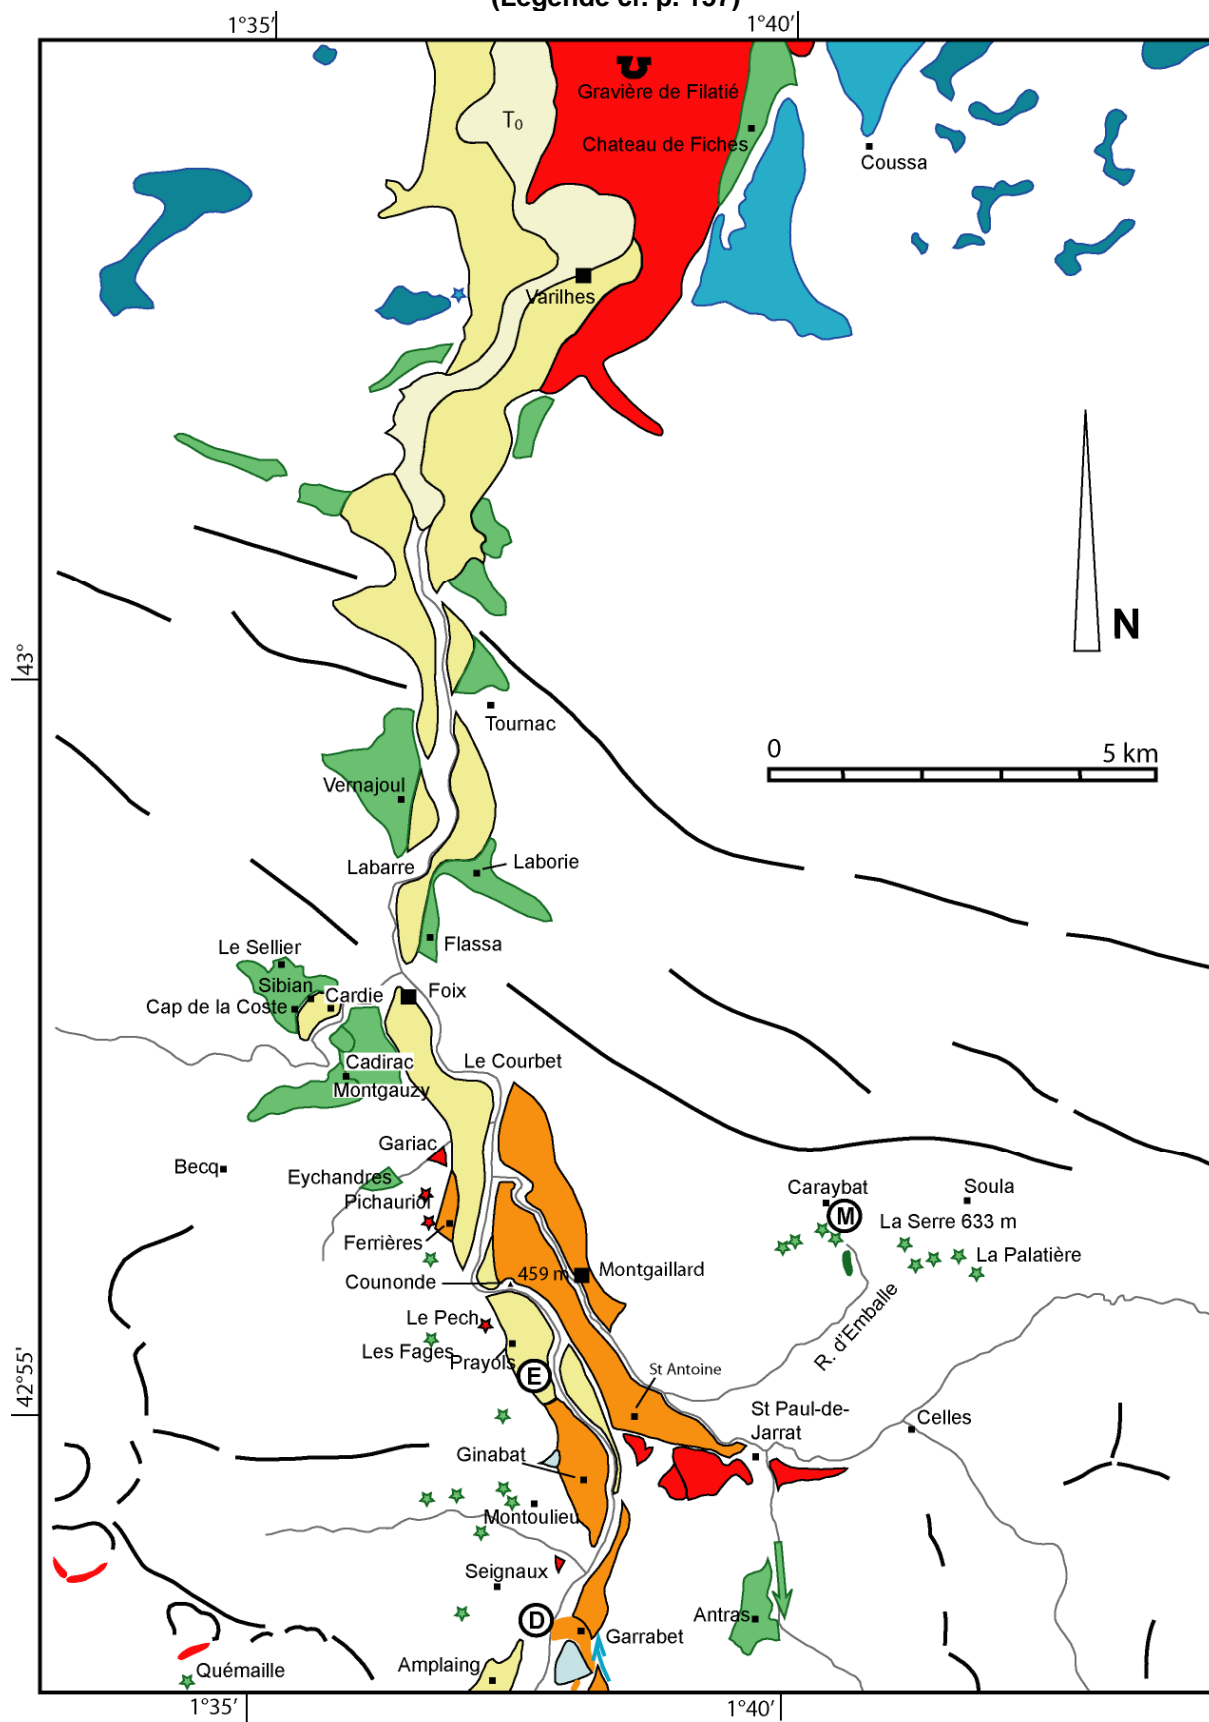 (Légende cf. p. 157)
1°35'
1°40'
Gravière de Filatié
T0
Chateau de Fiches
Coussa
Varilhes
N
43°
Tournac
0
5 km
Vernajoul
Labarre
Laborie
Flassa
Le Sellier
Sibian
Cap de la Coste
Cardie
Foix
Cadirac
Montgauzy
Le Courbet
Gariac
Becq
Eychandres
Pichauriol
Ferrières
Caraybat
M
Soula
La Serre 633 m
La Palatière
Counonde
459 m
Montgaillard
Le Pech
Les Fages
Prayols
E
R. d'Emballe
42°55'
St Antoine
St Paul-de-
Jarrat
Celles
Ginabat
Montoulieu
Seignaux
D
Garrabet
Antras
Amplaing
Quémaille
1°35'
1°40'